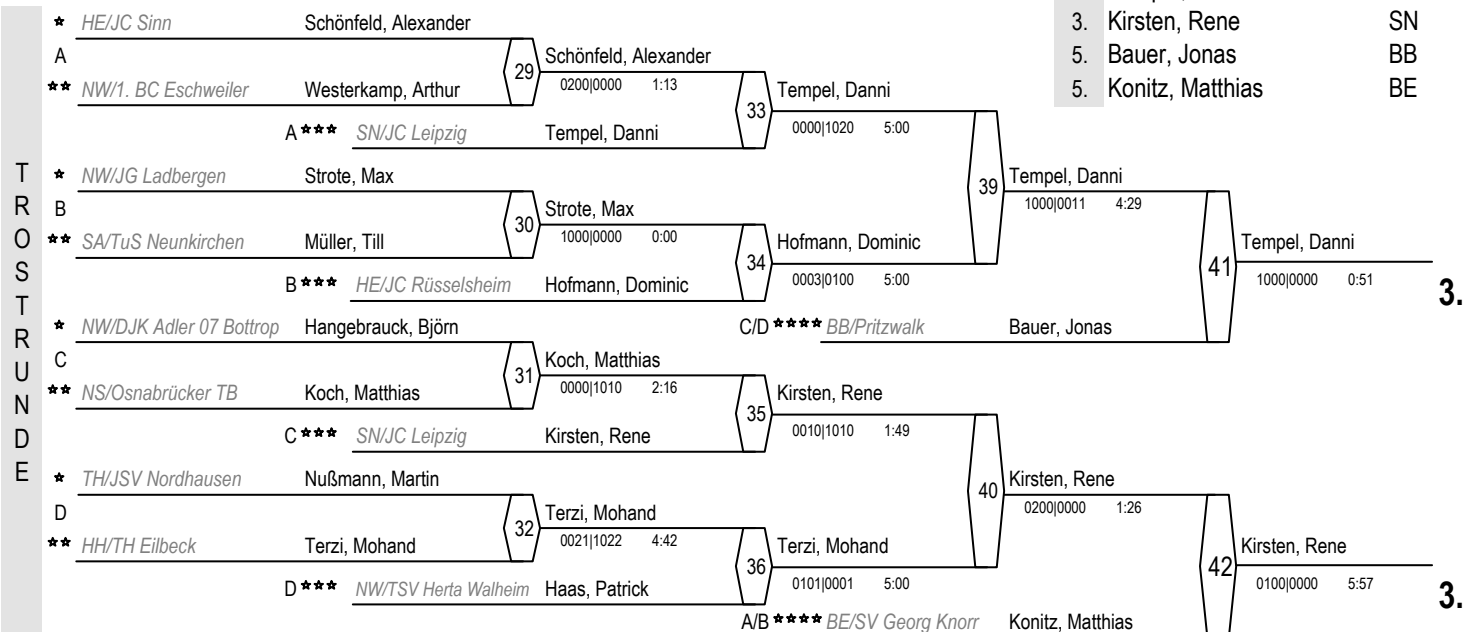 3. Kirsten, Rene SN
5. Bauer, Jonas BB
5. Konitz, Matthias BE
TROSTRUNDE
* HE/JC Sinn Schönfeld, Alexander
A
29 Schönfeld, Alexander
0200|0000 1:13
** NW/1. BC Eschweiler Westerkamp, Arthur
33 Tempel, Danni
0000|1020 5:00
A *** SN/JC Leipzig Tempel, Danni
* NW/JG Ladbergen Strote, Max
39 Tempel, Danni
1000|0011 4:29
B
30 Strote, Max
1000|0000 0:00
** SA/TuS Neunkirchen Müller, Till
34 Hofmann, Dominic
0003|0100 5:00
41 Tempel, Danni
1000|0000 0:51
3.
B *** HE/JC Rüsselsheim Hofmann, Dominic
* NW/DJK Adler 07 Bottrop Hangebrauck, Björn
C/D **** BB/Pritzwalk Bauer, Jonas
C
31 Koch, Matthias
0000|1010 2:16
** NS/Osnabrücker TB Koch, Matthias
35 Kirsten, Rene
0010|1010 1:49
C *** SN/JC Leipzig Kirsten, Rene
* TH/JSV Nordhausen Nußmann, Martin
40 Kirsten, Rene
0200|0000 1:26
D
32 Terzi, Mohand
0021|1022 4:42
** HH/TH Eilbeck Terzi, Mohand
36 Terzi, Mohand
0101|0001 5:00
42 Kirsten, Rene
0100|0000 5:57
3.
D *** NW/TSV Herta Walheim Haas, Patrick
A/B **** BE/SV Georg Knorr Konitz, Matthias